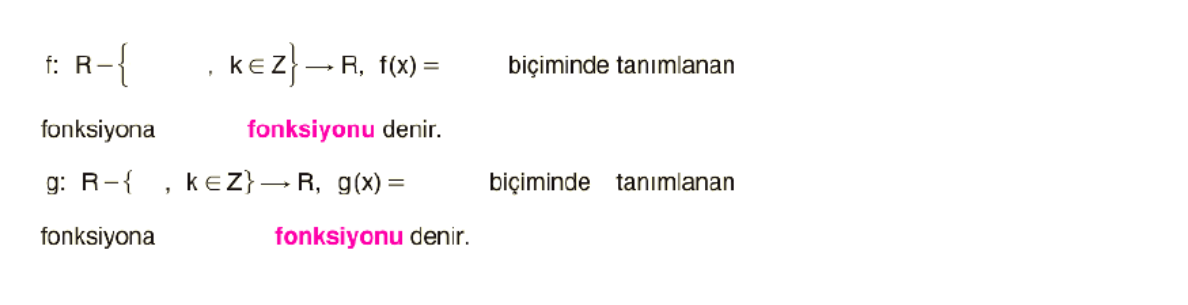 f: R−{ , k∈Z}→R, f(x) = biçiminde tanımlanan
fonksiyona fonksiyonu denir.
g: R−{ , k∈Z}→R, g(x) = biçiminde tanımlanan
fonksiyona fonksiyonu denir.